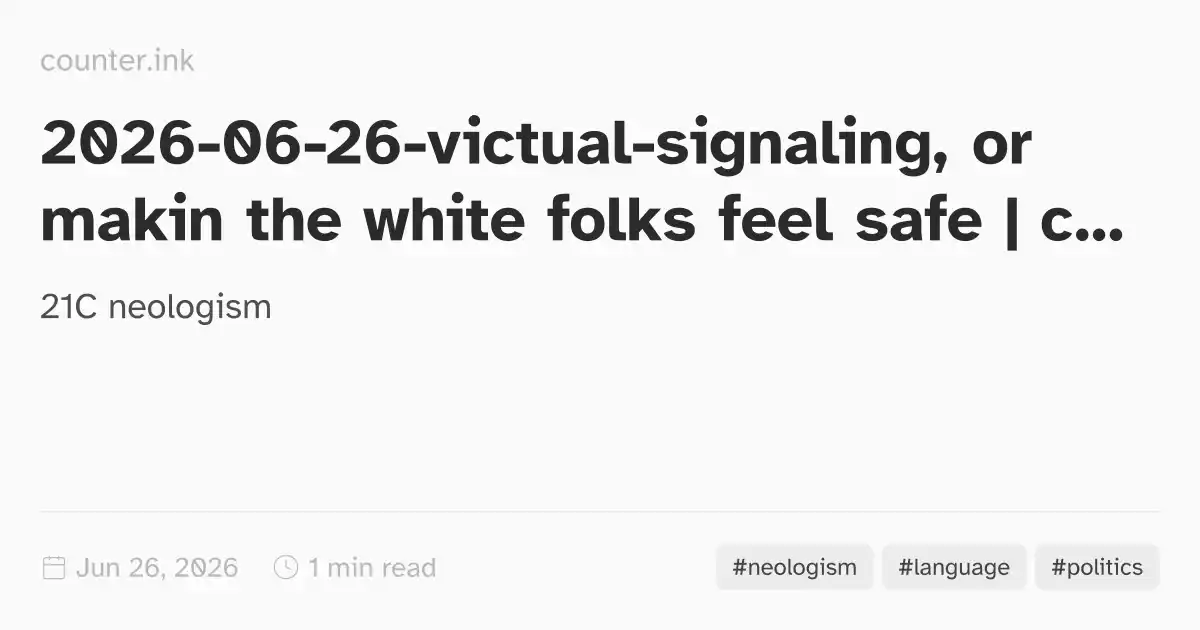 counter.ink
2026-06-26-victual-signaling, or
makin the white folks feel safe | c...
21C neologism
Jun 26, 2026 1 min read #neologism #language #politics